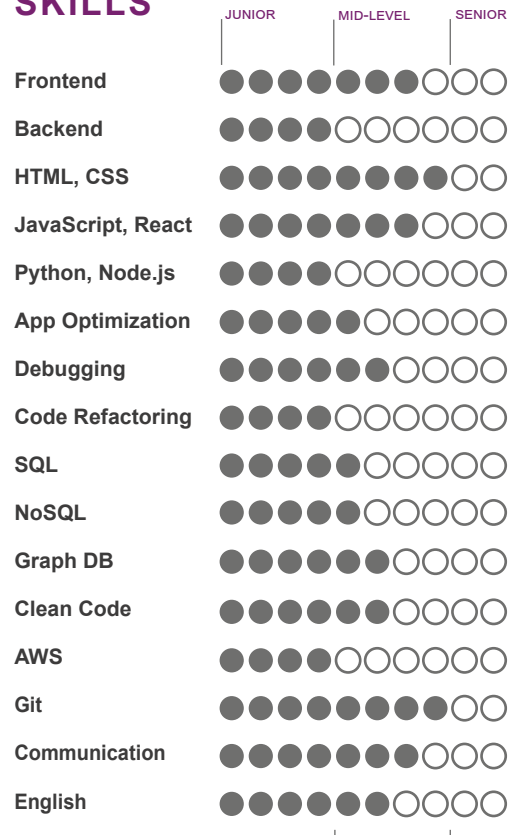 SKILLS
JUNIOR MID-LEVEL SENIOR
Frontend
Backend
HTML, CSS
JavaScript, React
Python, Node.js
App Optimization
Debugging
Code Refactoring
SQL
NoSQL
Graph DB
Clean Code
AWS
Git
Communication
English